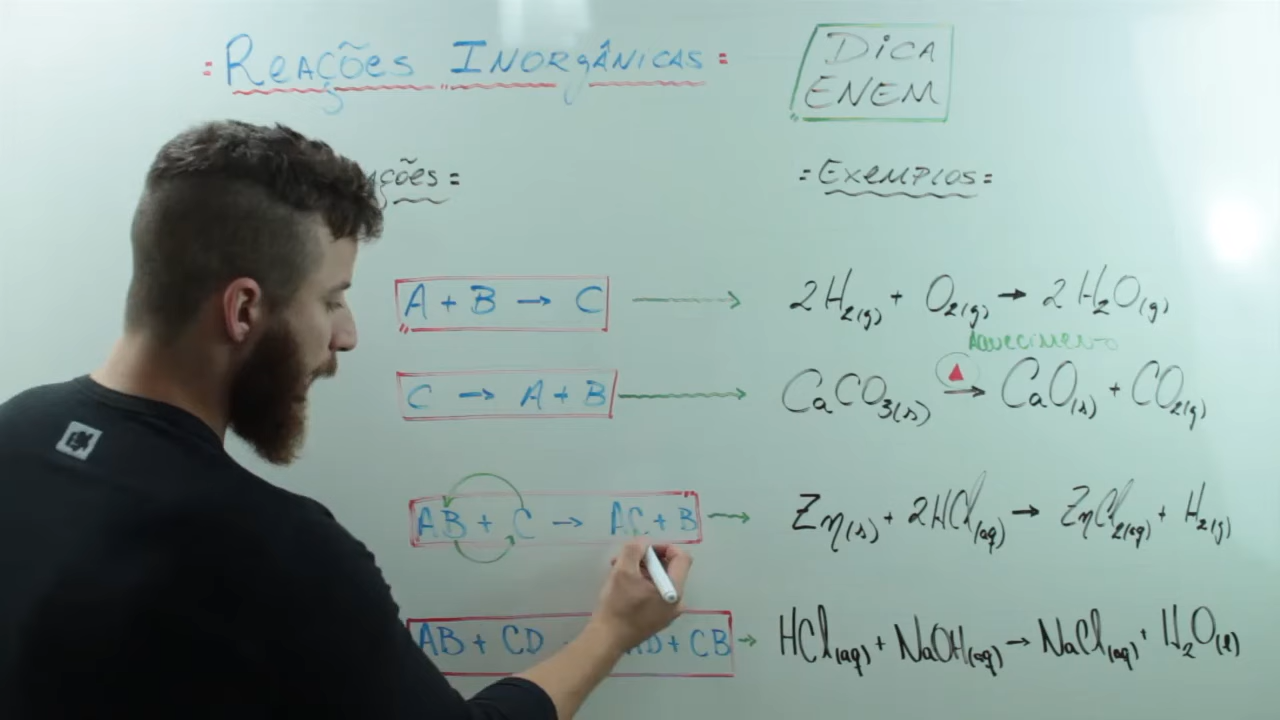 = Reações Inorgânicas =
Dica
ENEM
ções =
= Exemplos =
A + B → C → 2H₂(g) + O₂(g) → 2H₂O(g)
Aquecimento
C → A + B → CaCO₃(s) → CaO(s) + CO₂(g)
AB + C → AC + B → Zn(s) + 2HCl(aq) → ZnCl₂(aq) + H₂(g)
AB + CD D + CB → HCl(aq) + NaOH(aq) → NaCl(aq) + H₂O(l)